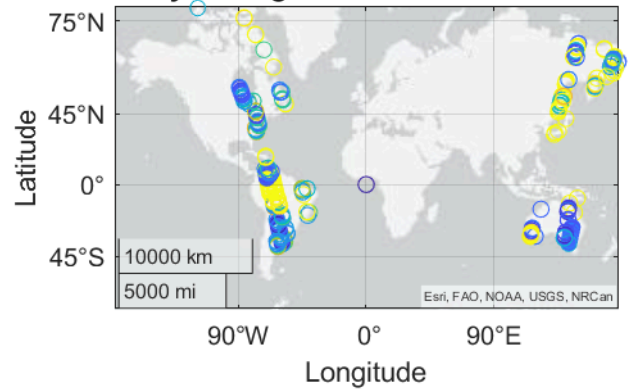 75°N
45°N
0°
45°S
Latitude
10000 km
5000 mi
Esri, FAO, NOAA, USGS, NRCan
90°W 0° 90°E
Longitude